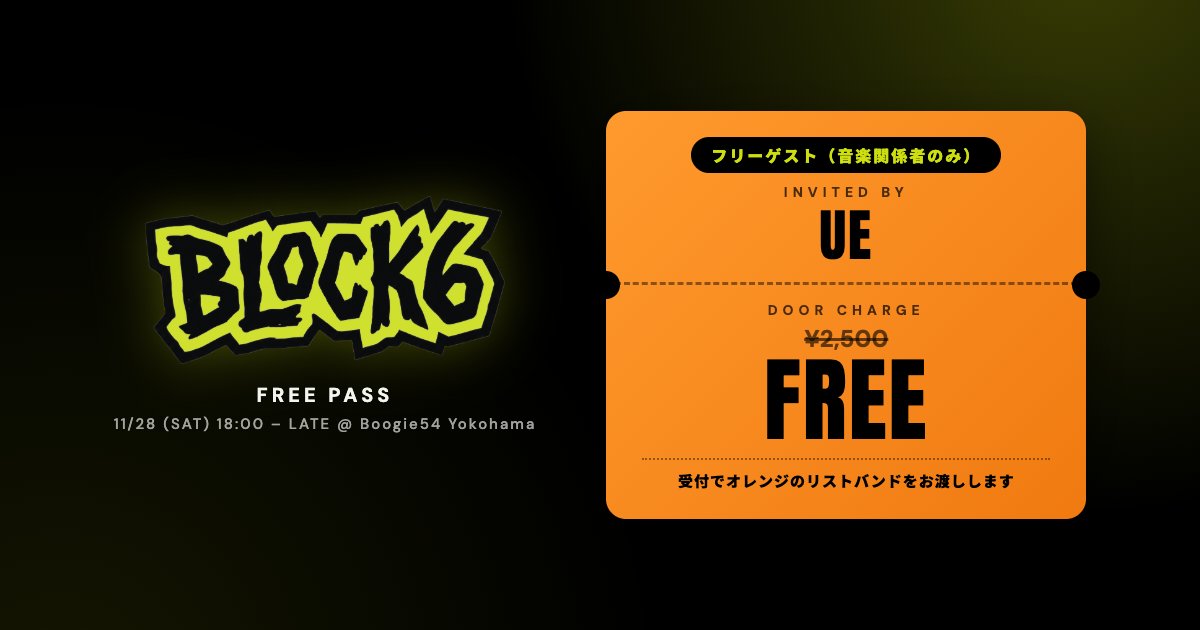 BLOCK6
FREE PASS
11/28 (SAT) 18:00 – LATE @ Boogie54 Yokohama
フリーゲスト（音楽関係者のみ）
INVITED BY
UE
DOOR CHARGE
¥2,500
FREE
受付でオレンジのリストバンドをお渡しします